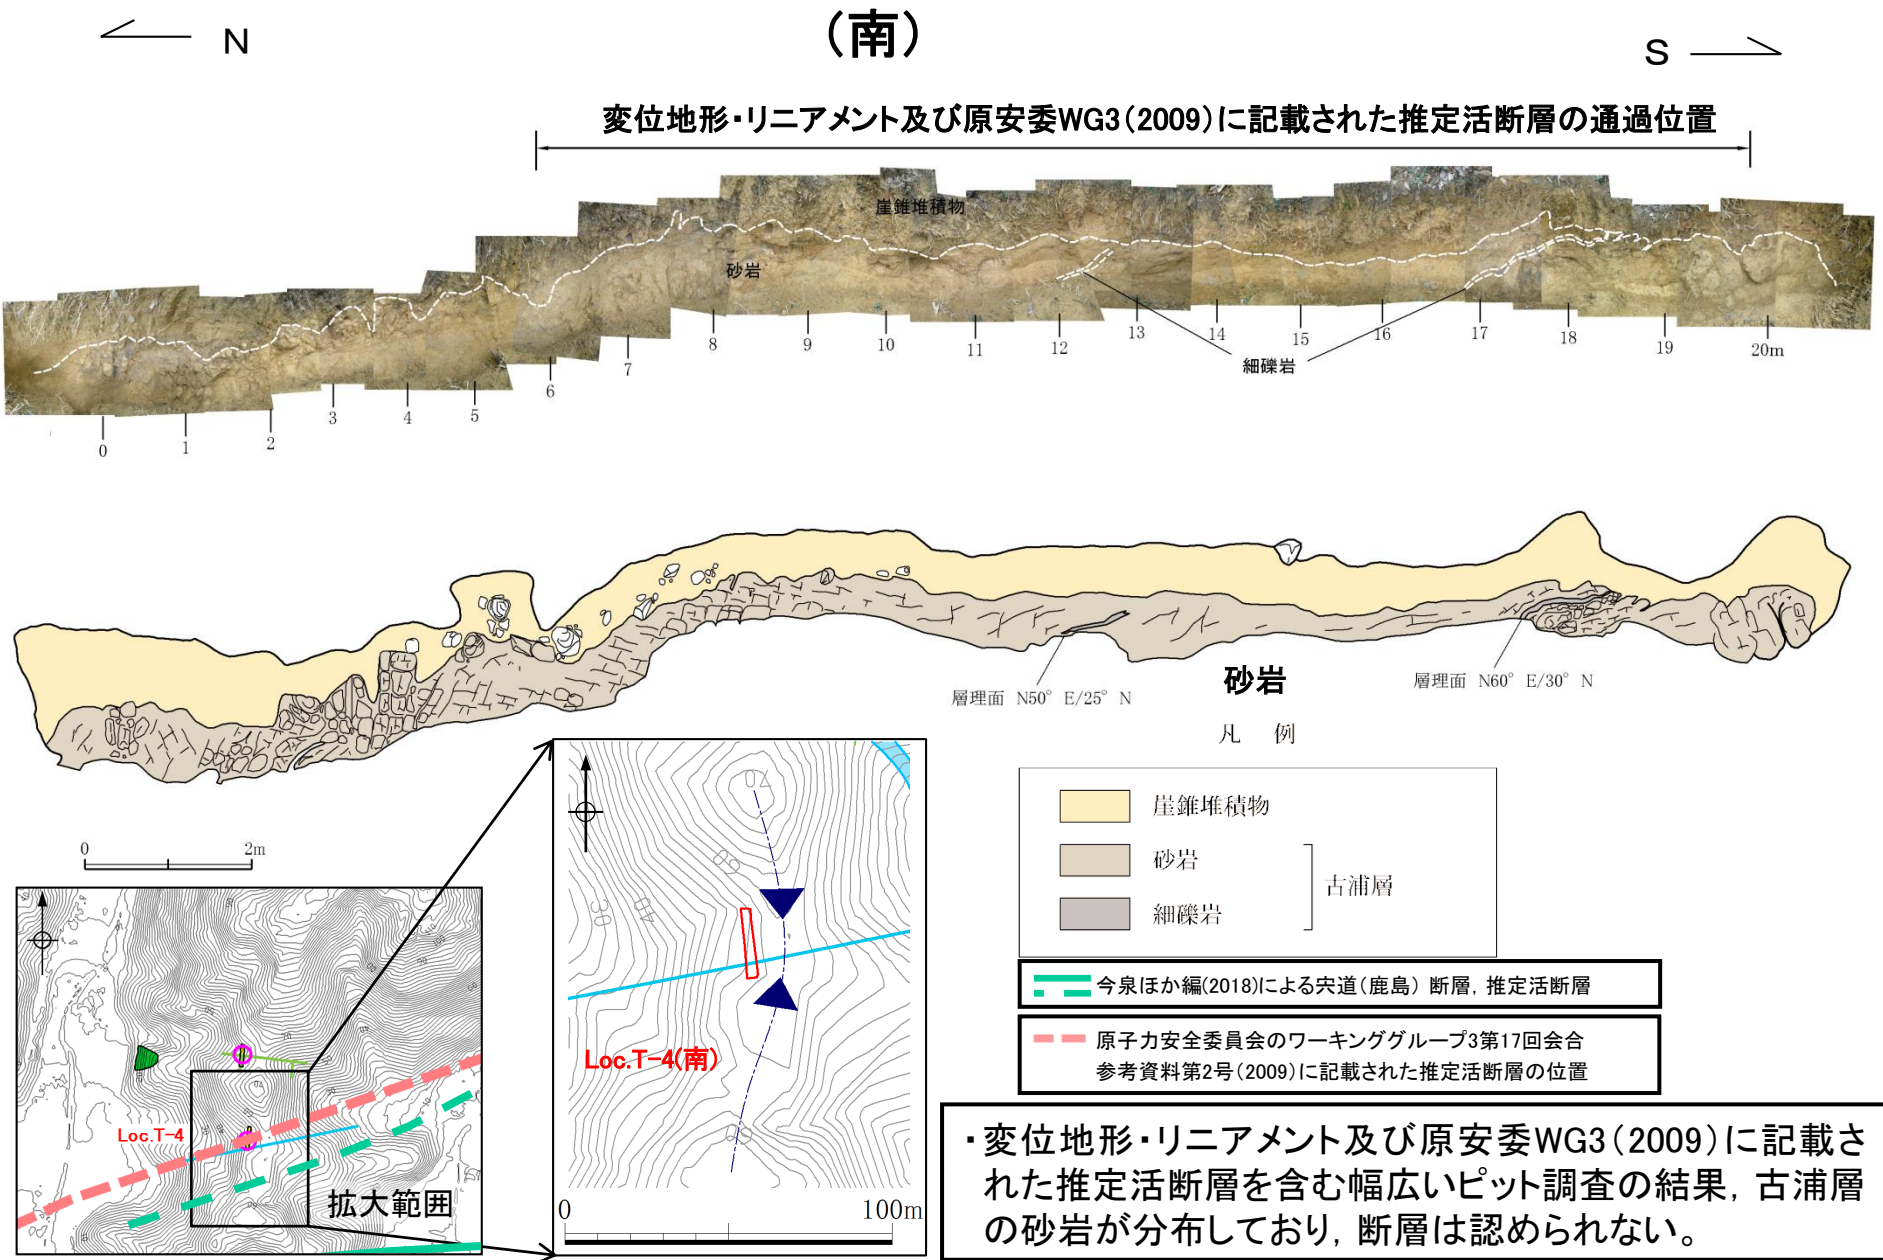 (南)
N
S
変位地形・リニアメント及び原安委WG3(2009)に記載された推定活断層の通過位置
崖錐堆積物
砂岩
細礫岩
0
1
2
3
4
5
6
7
8
9
10
11
12
13
14
15
16
17
18
19
20m
層理面 N50° E/25° N
層理面 N60° E/30° N
砂岩
凡 例
崖錐堆積物
砂岩
細礫岩
古浦層
今泉ほか編(2018)による宍道(鹿島) 断層, 推定活断層
原子力安全委員会のワーキンググループ3第17回会合
参考資料第2号(2009)に記載された推定活断層の位置
0 2m
Loc.T-4
拡大範囲
70
60
40
30
60
Loc.T-4(南)
0 100m
・変位地形・リニアメント及び原安委WG3(2009)に記載さ
れた推定活断層を含む幅広いピット調査の結果, 古浦層
の砂岩が分布しており, 断層は認められない。